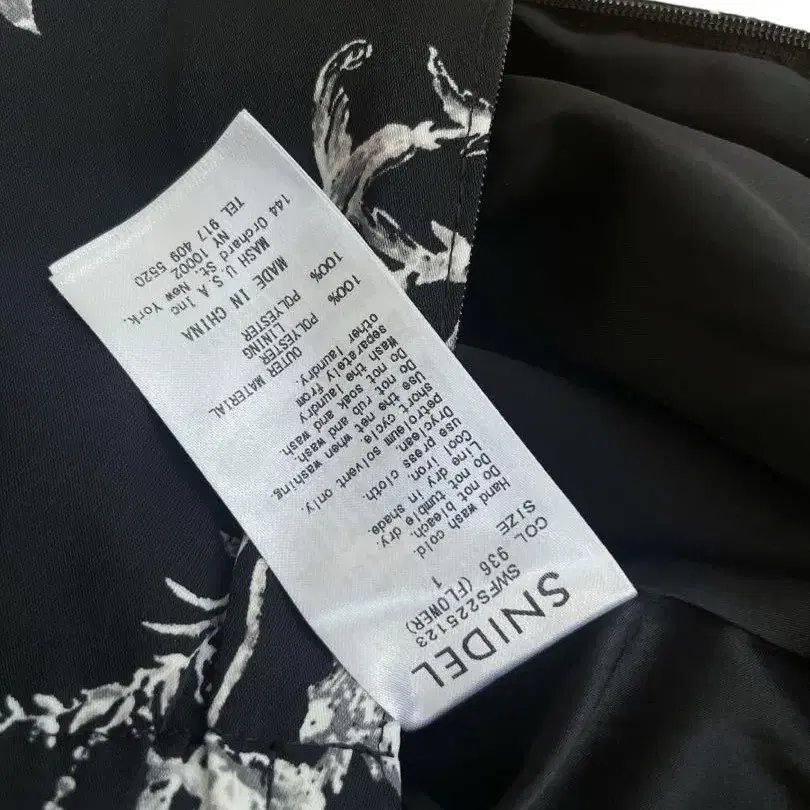 SNIDEL
SWFS225123
COL 936 (FLOWER)
SIZE 1
Hand wash cold.
Do not bleach.
Do not tumble dry.
Line dry in shade.
Cool iron.
use press cloth.
Dryclean
petroleum solvent only.
short cycle.
Use the net when washing.
Do not rub and wash.
Do not soak
wash the laundry
separately from
other laundry.
OUTER MATERIAL
POLYESTER 100%
LINING
POLYESTER 100%
MADE IN CHINA
MASH U.S.A Inc
144 Orchard St. New York.
NY 10002
TEL 917 409 5520